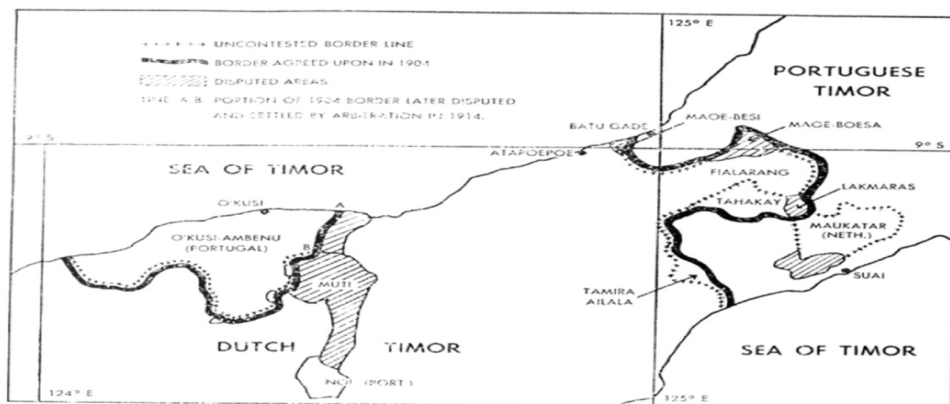 125° E
UNCONTESTED BORDER LINE
BORDER AGREED UPON IN 1904
DISPUTED AREAS
LINE A-B PORTION OF 1904 BORDER LATER DISPUTED
AND SETTLED BY ARBITRATION IN 1914.
PORTUGUESE
TIMOR
BATU GADE
MAOE-BESI
MAOE-BOESA
9° S
ATAPOEPOE
9° S
SEA OF TIMOR
FIALARANG
LAKMARAS
TAHAKAY
O'KUSI
A
MAUKATAR
(NETH.)
O'KUSI-AMBENU
(PORTUGAL)
B
MUTI
SUAI
TAMIRA
AILALA
DUTCH TIMOR
SEA OF TIMOR
(PORT.)
124° E
125° E